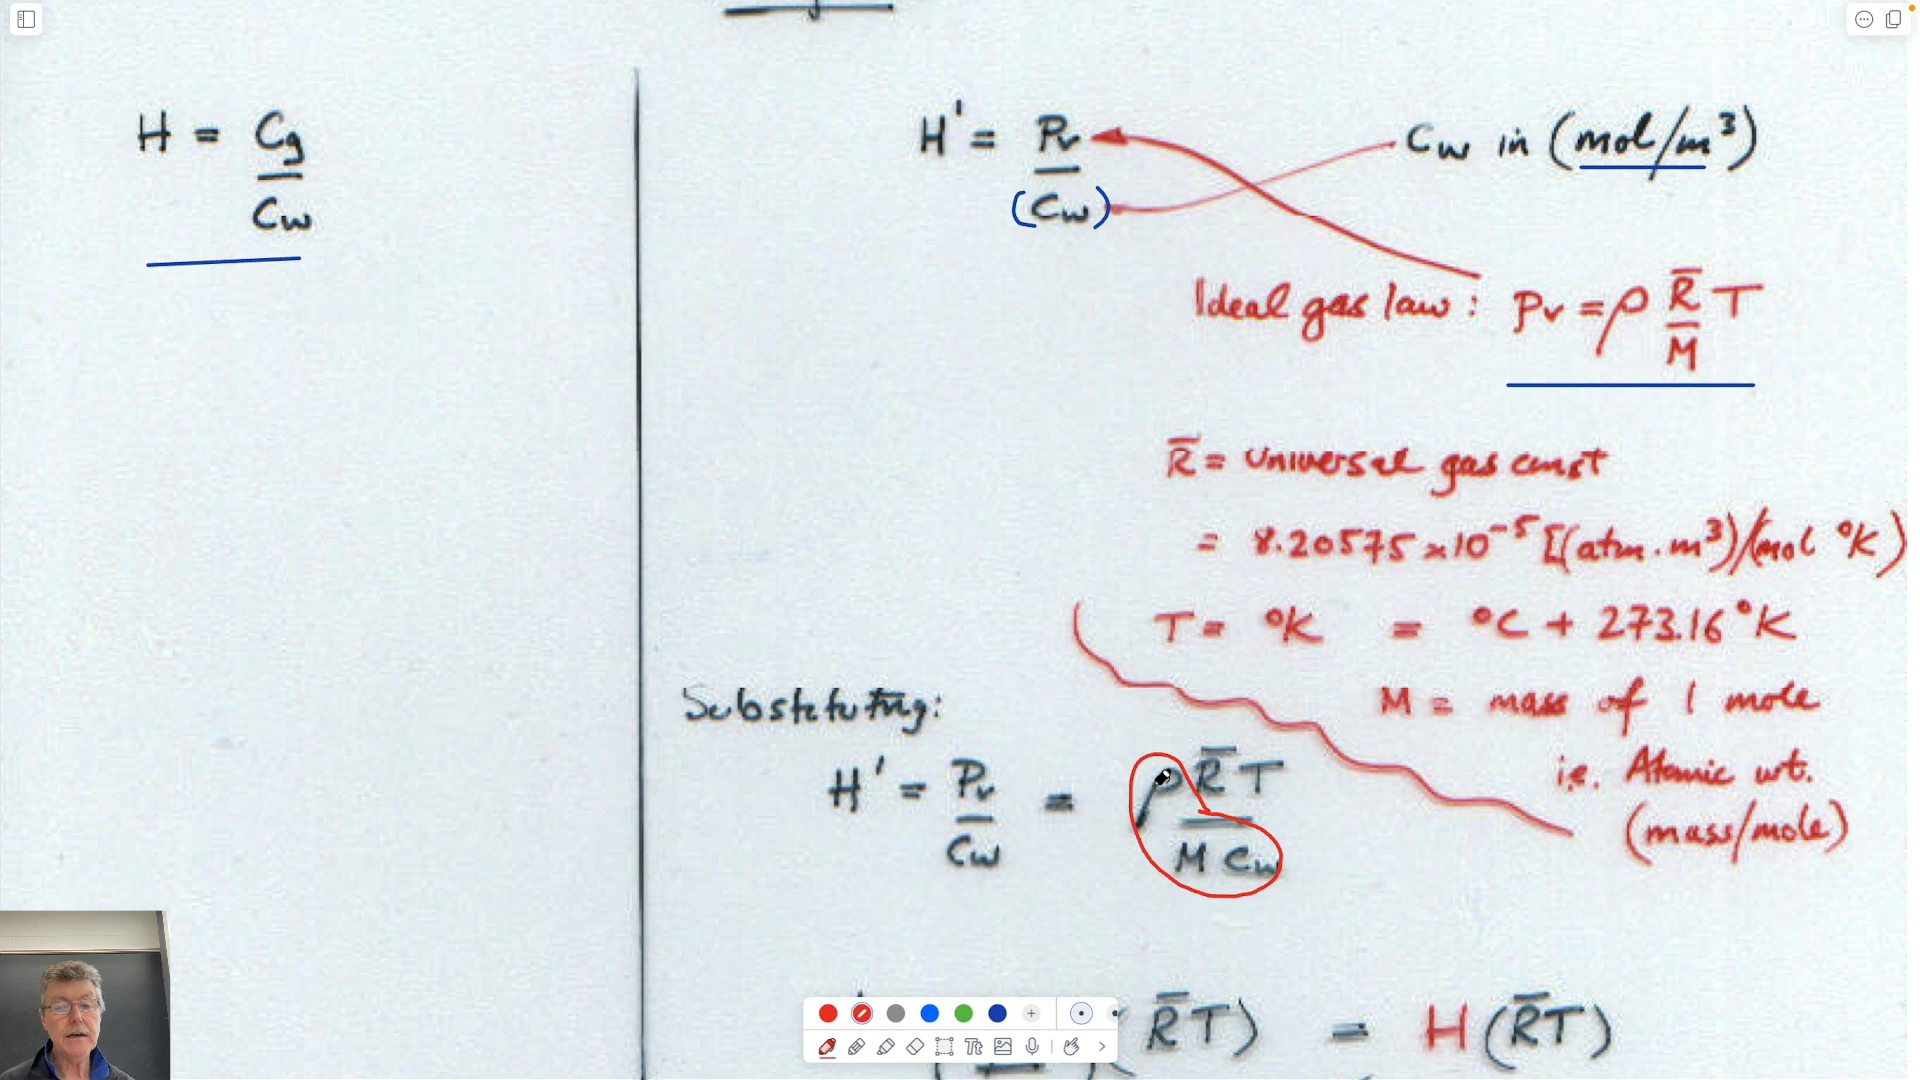 H = Cg / Cw
H' = Pv / (Cw)
Cw in (mol/m³)
Ideal gas law: Pv = ρ R̅/M T
R̅ = universal gas const
= 8.20575 x 10⁻⁵ [(atm.m³)/(mol °K)
T = °K = °C + 273.16 °K
M = mass of 1 mole
i.e. Atomic wt.
(mass/mole)
Substituting:
H' = Pv / Cw = ρ R̅ T / M Cw
(R̅T) = H (R̅T)
Tt